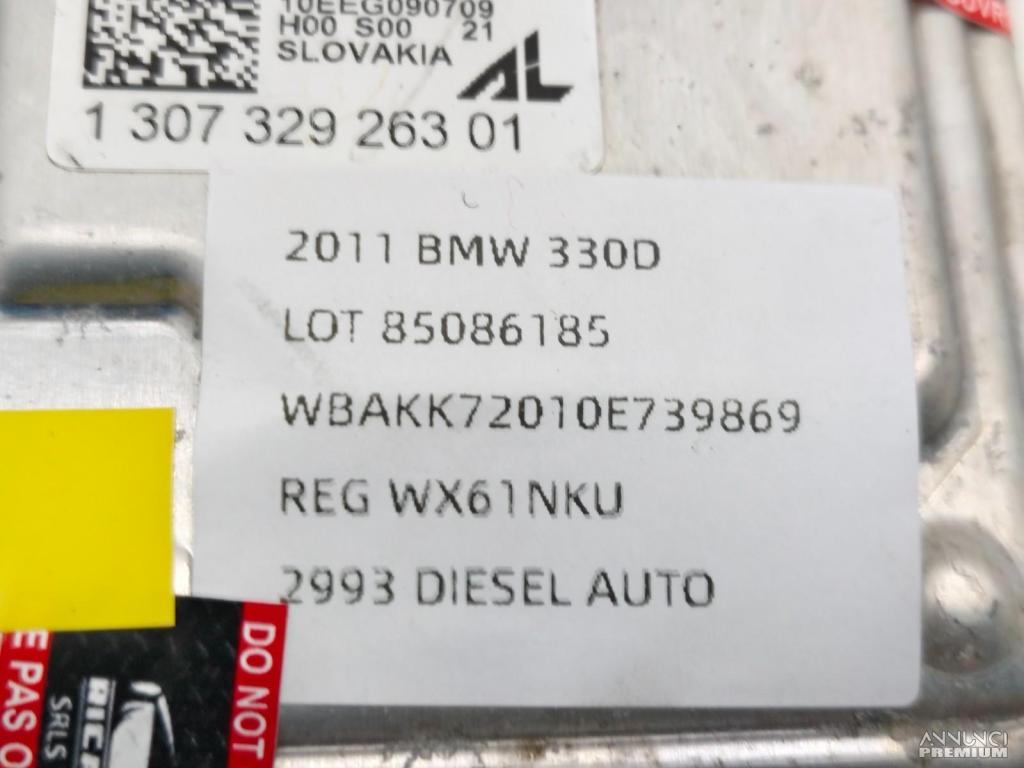 10EEG090709
H00 S00 21
SLOVAKIA
AL
1 307 329 263 01
2011 BMW 330D
LOT 85086185
WBAKK72010E739869
REG WX61NKU
2993 DIESEL AUTO
DO NOT
E PAS O
SRLS
ANNUNCI
PREMIUM